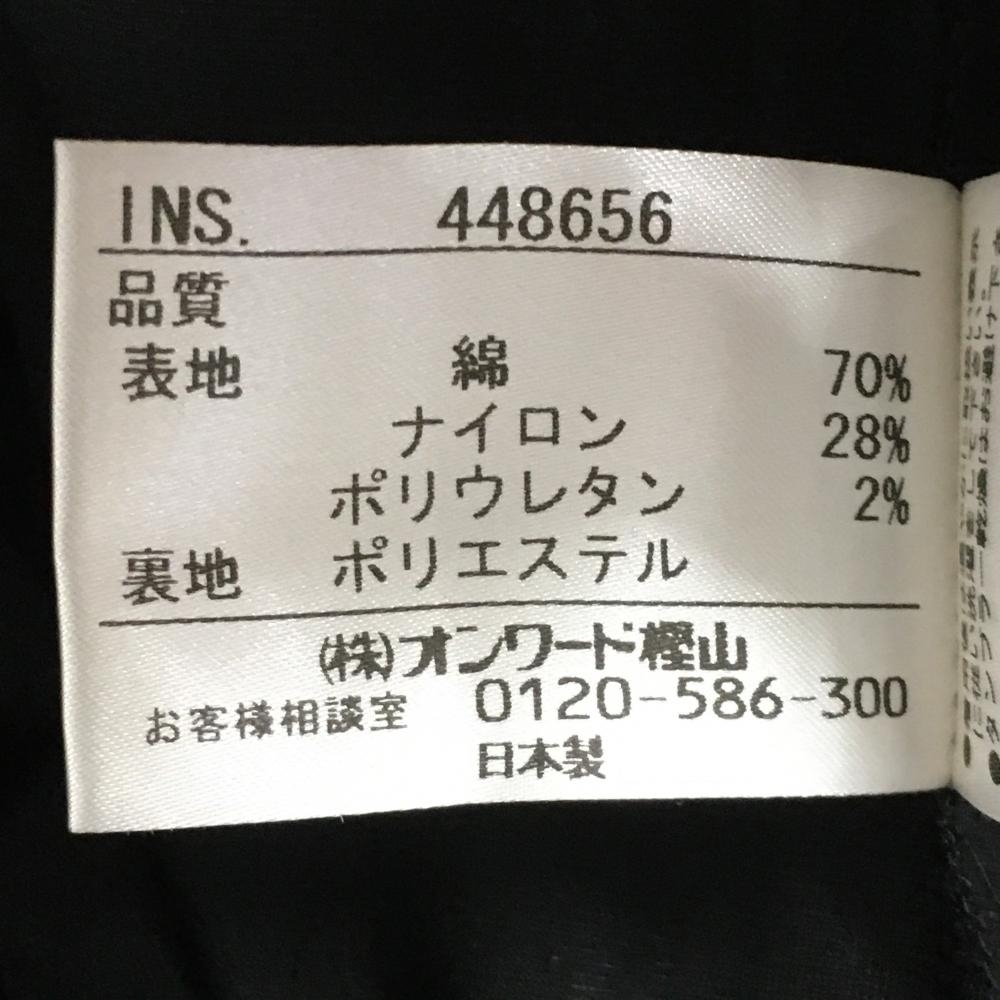 INS. 448656
品質
表地 綿 70%
ナイロン 28%
ポリウレタン 2%
裏地 ポリエステル
(株)オンワード樫山
お客様相談室 0120-586-300
日本製